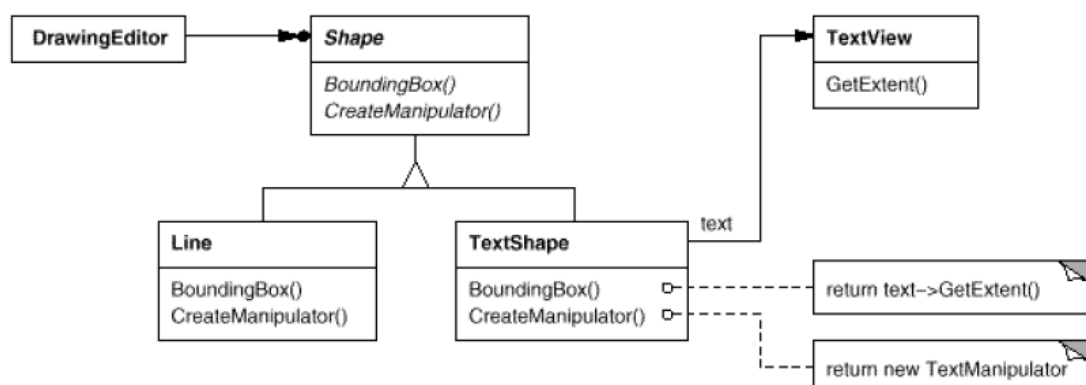 DrawingEditor
Shape
BoundingBox()
CreateManipulator()
TextView
GetExtent()
Line
BoundingBox()
CreateManipulator()
TextShape
BoundingBox()
CreateManipulator()
text
return text->GetExtent()
return new TextManipulator